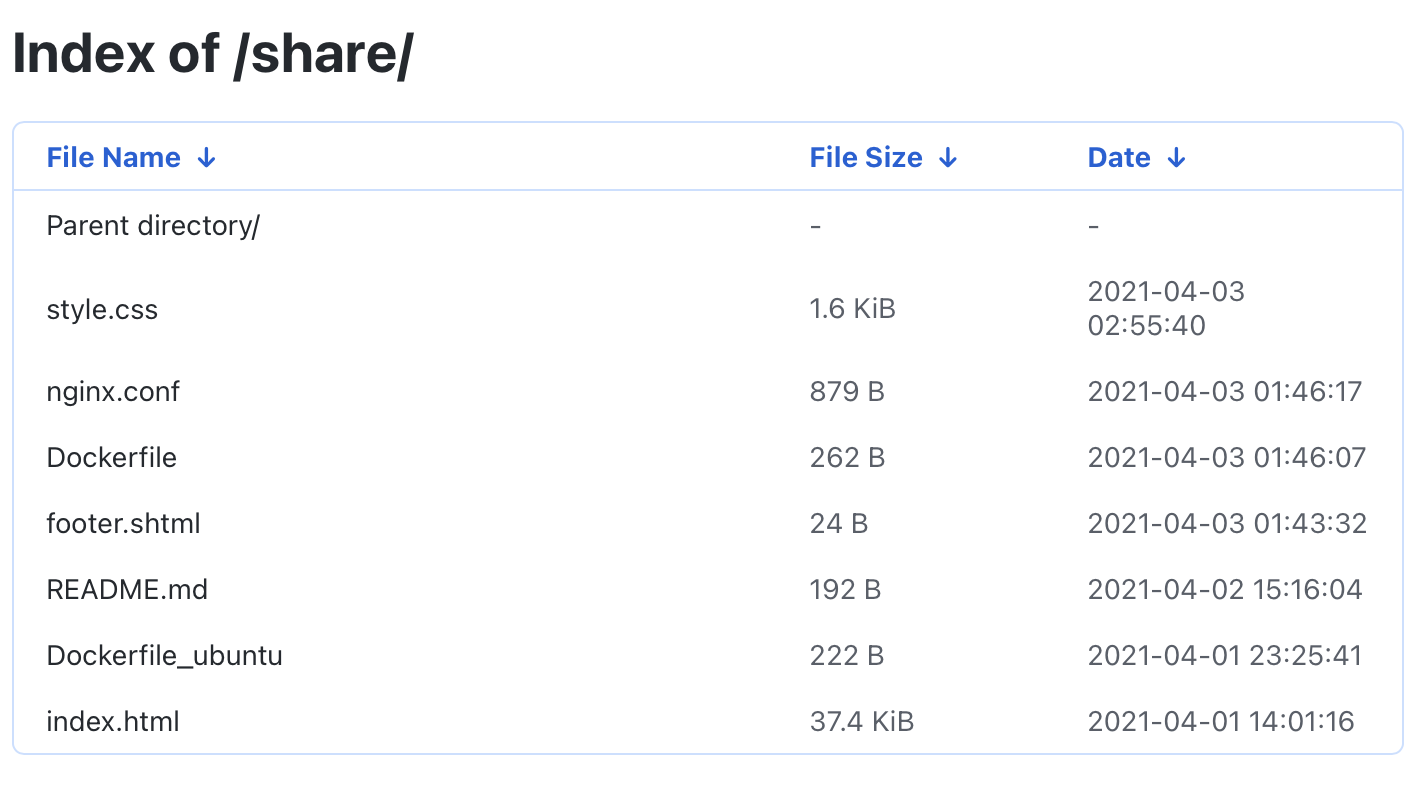 Index of /share/
File Name ↓ File Size ↓ Date ↓
Parent directory/ - -
style.css 1.6 KiB 2021-04-03
02:55:40
nginx.conf 879 B 2021-04-03 01:46:17
Dockerfile 262 B 2021-04-03 01:46:07
footer.shtml 24 B 2021-04-03 01:43:32
README.md 192 B 2021-04-02 15:16:04
Dockerfile_ubuntu 222 B 2021-04-01 23:25:41
index.html 37.4 KiB 2021-04-01 14:01:16